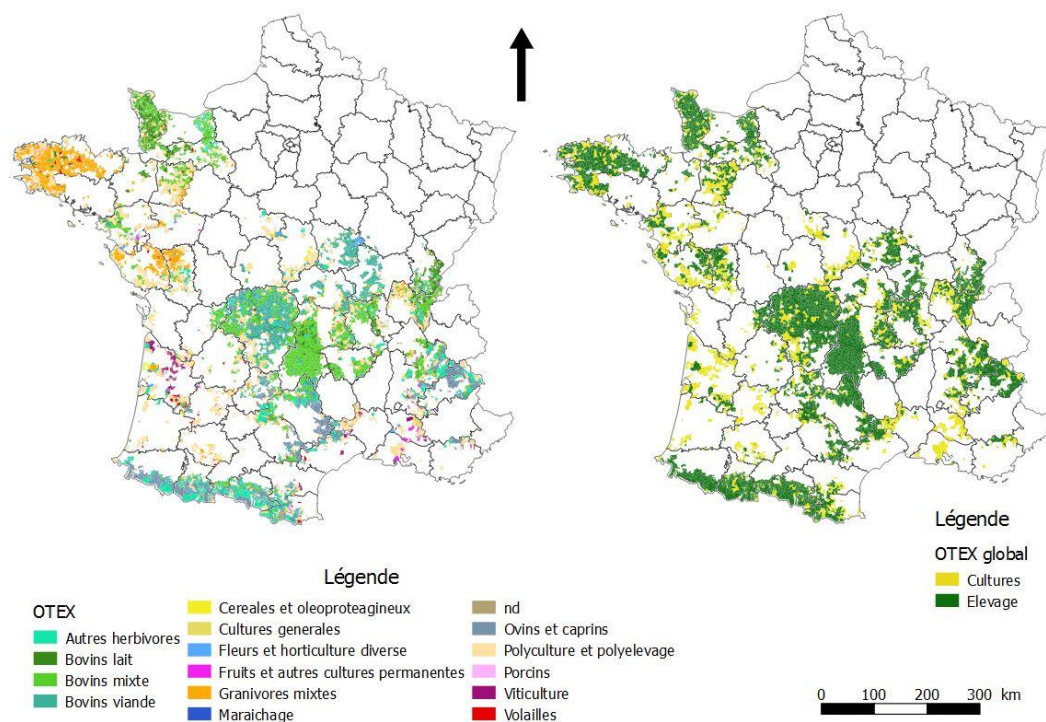 Légende
OTEX
Autres herbivores
Bovins lait
Bovins mixte
Bovins viande
Cereales et oleoproteagineux
Cultures generales
Fleurs et horticulture diverse
Fruits et autres cultures permanentes
Granivores mixtes
Maraichage
nd
Ovins et caprins
Polyculture et polyelevage
Porcins
Viticulture
Volailles
Légende
OTEX global
Cultures
Elevage
0 100 200 300 km